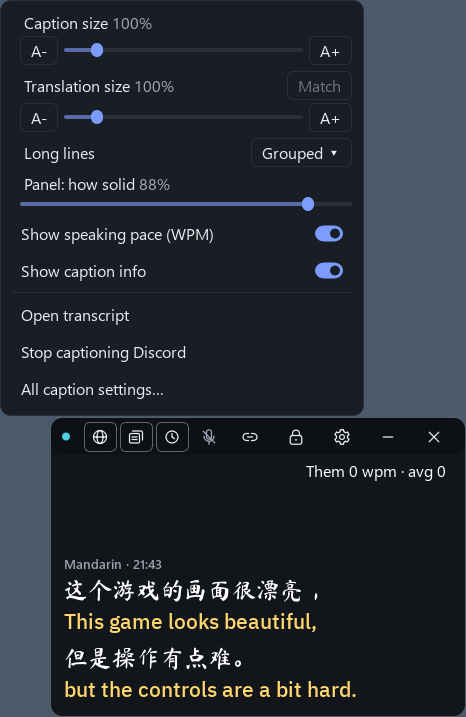 Caption size 100%
A-
A+
Translation size 100%
Match
A-
A+
Long lines
Grouped
Panel: how solid 88%
Show speaking pace (WPM)
Show caption info
Open transcript
Stop captioning Discord
All caption settings...
Them 0 wpm · avg 0
Mandarin · 21:43
这个游戏的画面很漂亮，
This game looks beautiful,
但是操作有点难。
but the controls are a bit hard.